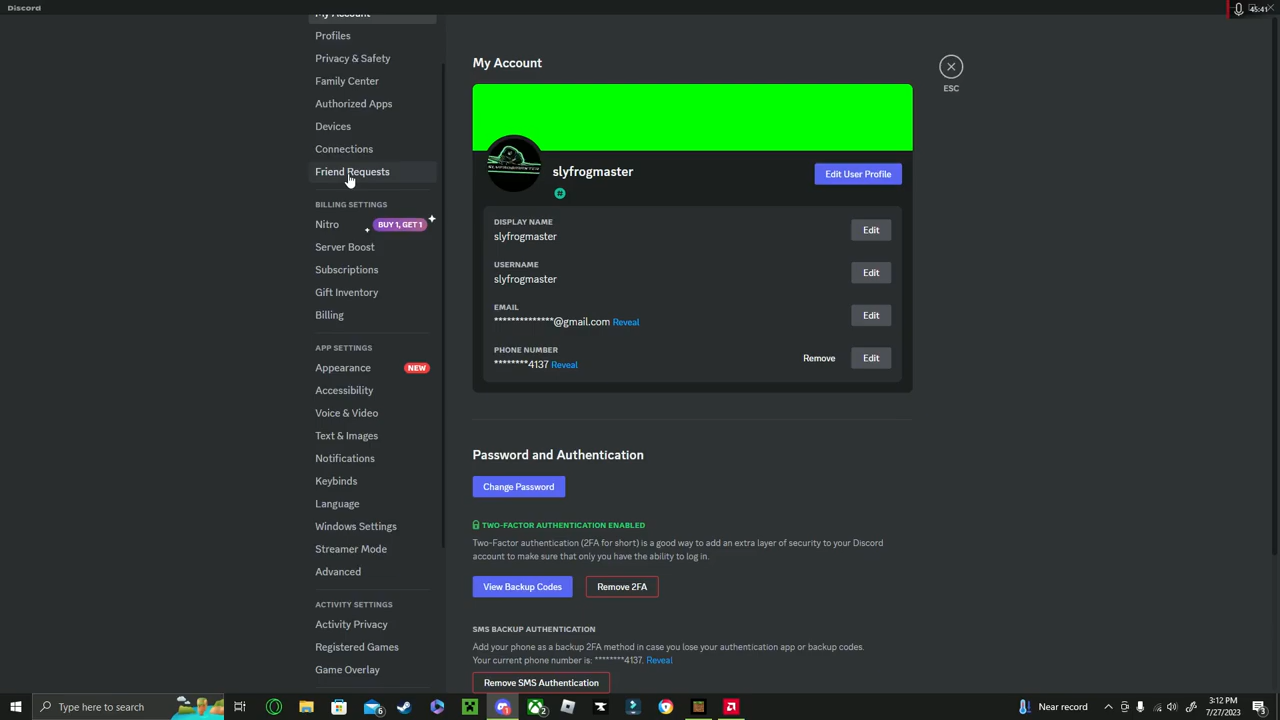 Discord
45:41
My Account
Profiles
Privacy & Safety
Family Center
Authorized Apps
Devices
Connections
Friend Requests
BILLING SETTINGS
Nitro
BUY 1, GET 1
Server Boost
Subscriptions
Gift Inventory
Billing
APP SETTINGS
Appearance
NEW
Accessibility
Voice & Video
Text & Images
Notifications
Keybinds
Language
Windows Settings
Streamer Mode
Advanced
ACTIVITY SETTINGS
Activity Privacy
Registered Games
Game Overlay
My Account
ESC
SLYFROGMASTER
slyfrogmaster
Edit User Profile
#
DISPLAY NAME
slyfrogmaster
Edit
USERNAME
slyfrogmaster
Edit
EMAIL
**************@gmail.com Reveal
Edit
PHONE NUMBER
********4137 Reveal
Remove
Edit
Password and Authentication
Change Password
TWO-FACTOR AUTHENTICATION ENABLED
Two-Factor authentication (2FA for short) is a good way to add an extra layer of security to your Discord
account to make sure that only you have the ability to log in.
View Backup Codes
Remove 2FA
SMS BACKUP AUTHENTICATION
Add your phone as a backup 2FA method in case you lose your authentication app or backup codes.
Your current phone number is: ********4137. Reveal
Remove SMS Authentication
Type here to search
6
1
2
Near record
3:12 PM
7/27/2023